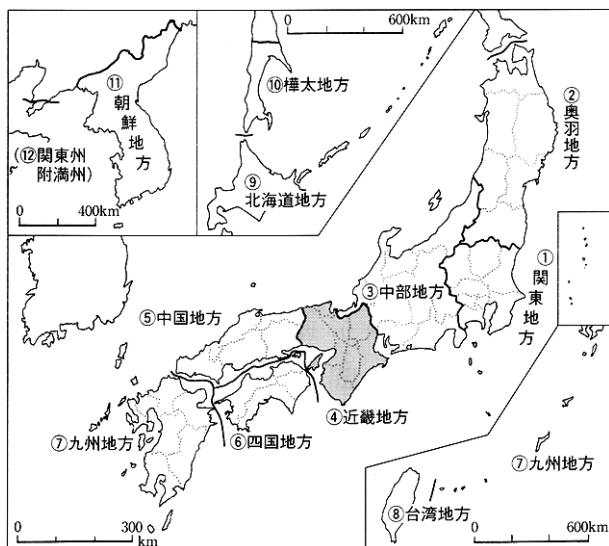 0 600km
⑪朝鮮地方
(⑫関東州
附満州)
0 400km
⑩樺太地方
⑨
北海道地方
②奥羽地方
①関東地方
③中部地方
⑤中国地方
④近畿地方
⑥四国地方
⑦九州地方
⑦九州地方
⑧台湾地方
0 300
km
0 600km